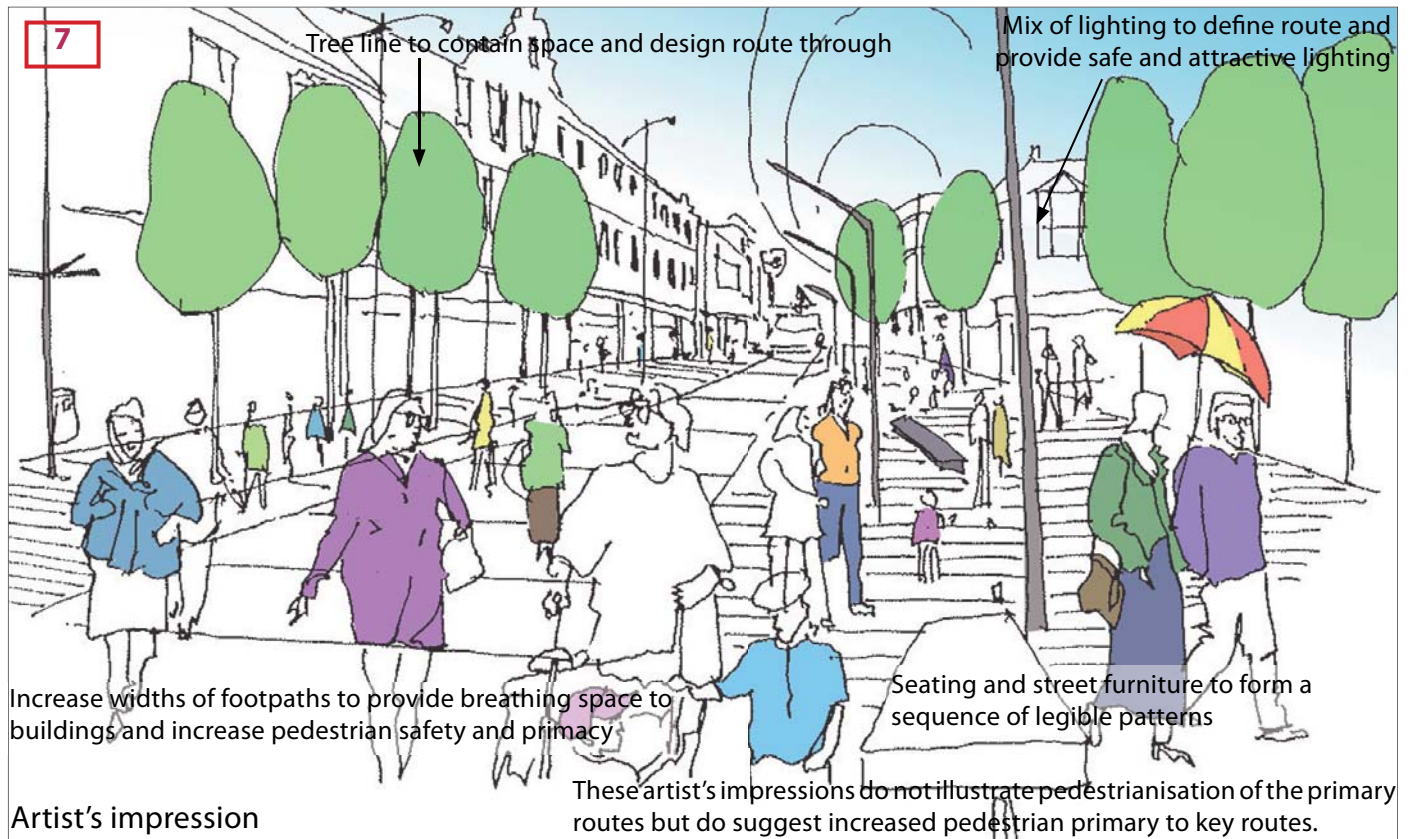 7
Tree line to contain space and design route through
Mix of lighting to define route and
provide safe and attractive lighting
Increase widths of footpaths to provide breathing space to
buildings and increase pedestrian safety and primacy
Seating and street furniture to form a
sequence of legible patterns
Artist's impression
These artist's impressions do not illustrate pedestrianisation of the primary
routes but do suggest increased pedestrian primary to key routes.